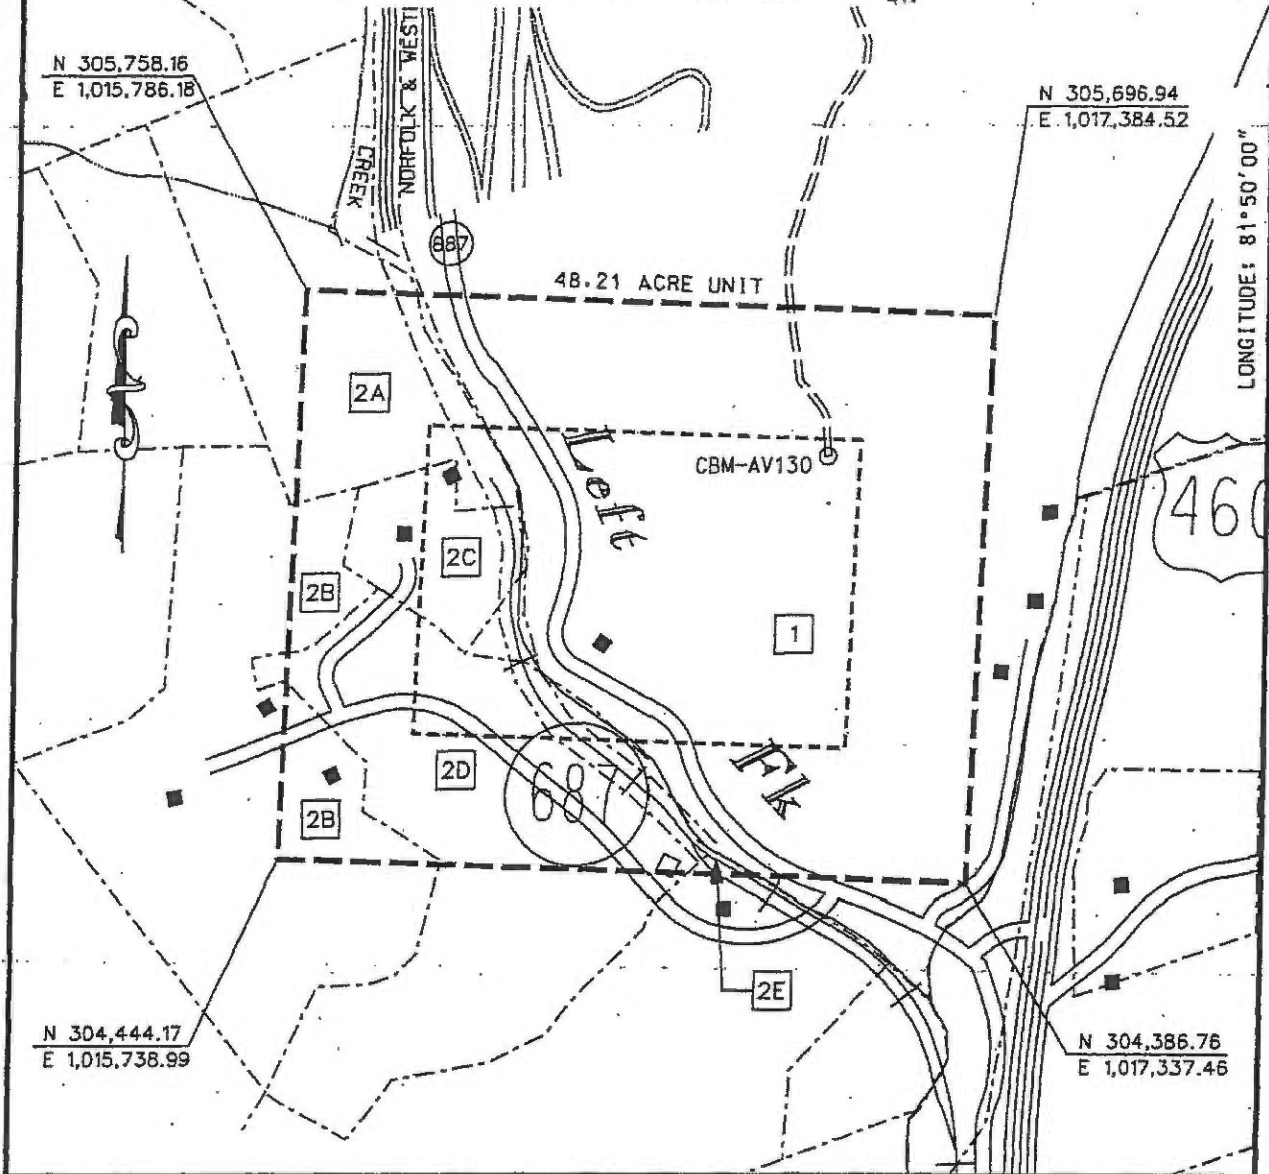 N 305,758.16
E 1,015,786.18
NORFOLK & WEST
CREEK
N 305,696.94
E 1,017,384.52
LONGITUDE: 81°50'00"
887
48.21 ACRE UNIT
2A
CBM-AV130
Left
460
2C
2B
1
Fk
2D
687
2B
2E
N 304,444.17
E 1,015,738.99
N 304,386.76
E 1,017,337.46